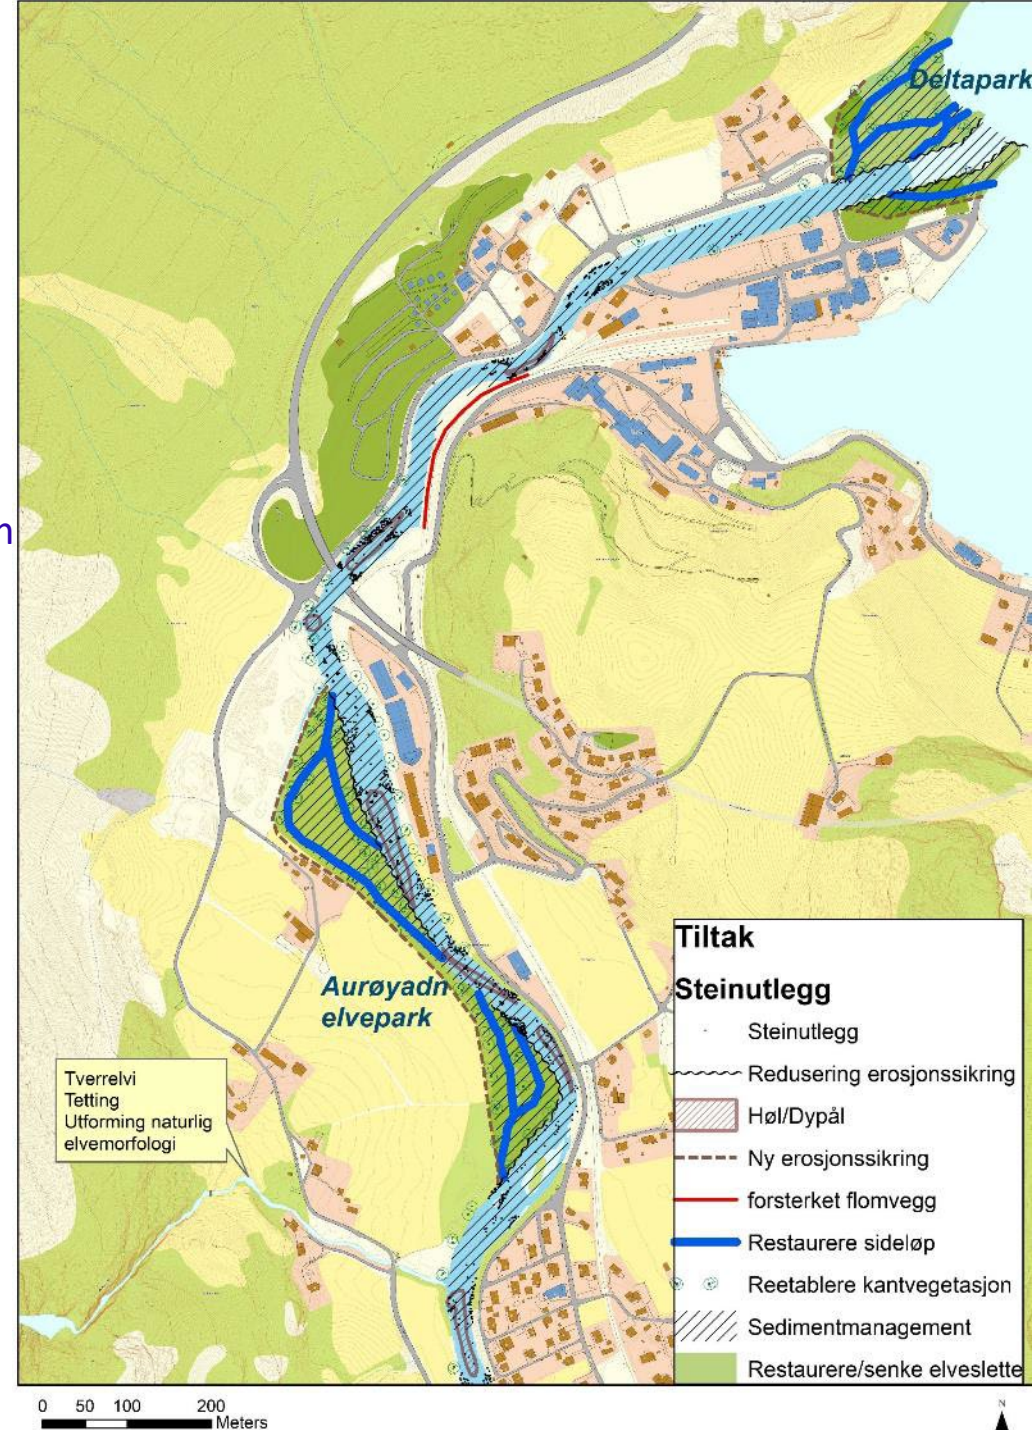 Deltapark
n
Aurøyadn
elvepark
Tverrelvi
Tetting
Utforming naturlig
elvemorfologi
Tiltak
Steinutlegg
Steinutlegg
Redusering erosjonssikring
Høl/Dypål
Ny erosjonssikring
forsterket flomvegg
Restaurere sideløp
Reetablere kantvegetasjon
Sedimentmanagement
Restaurere/senke elveslette
0 50 100 200
Meters
N